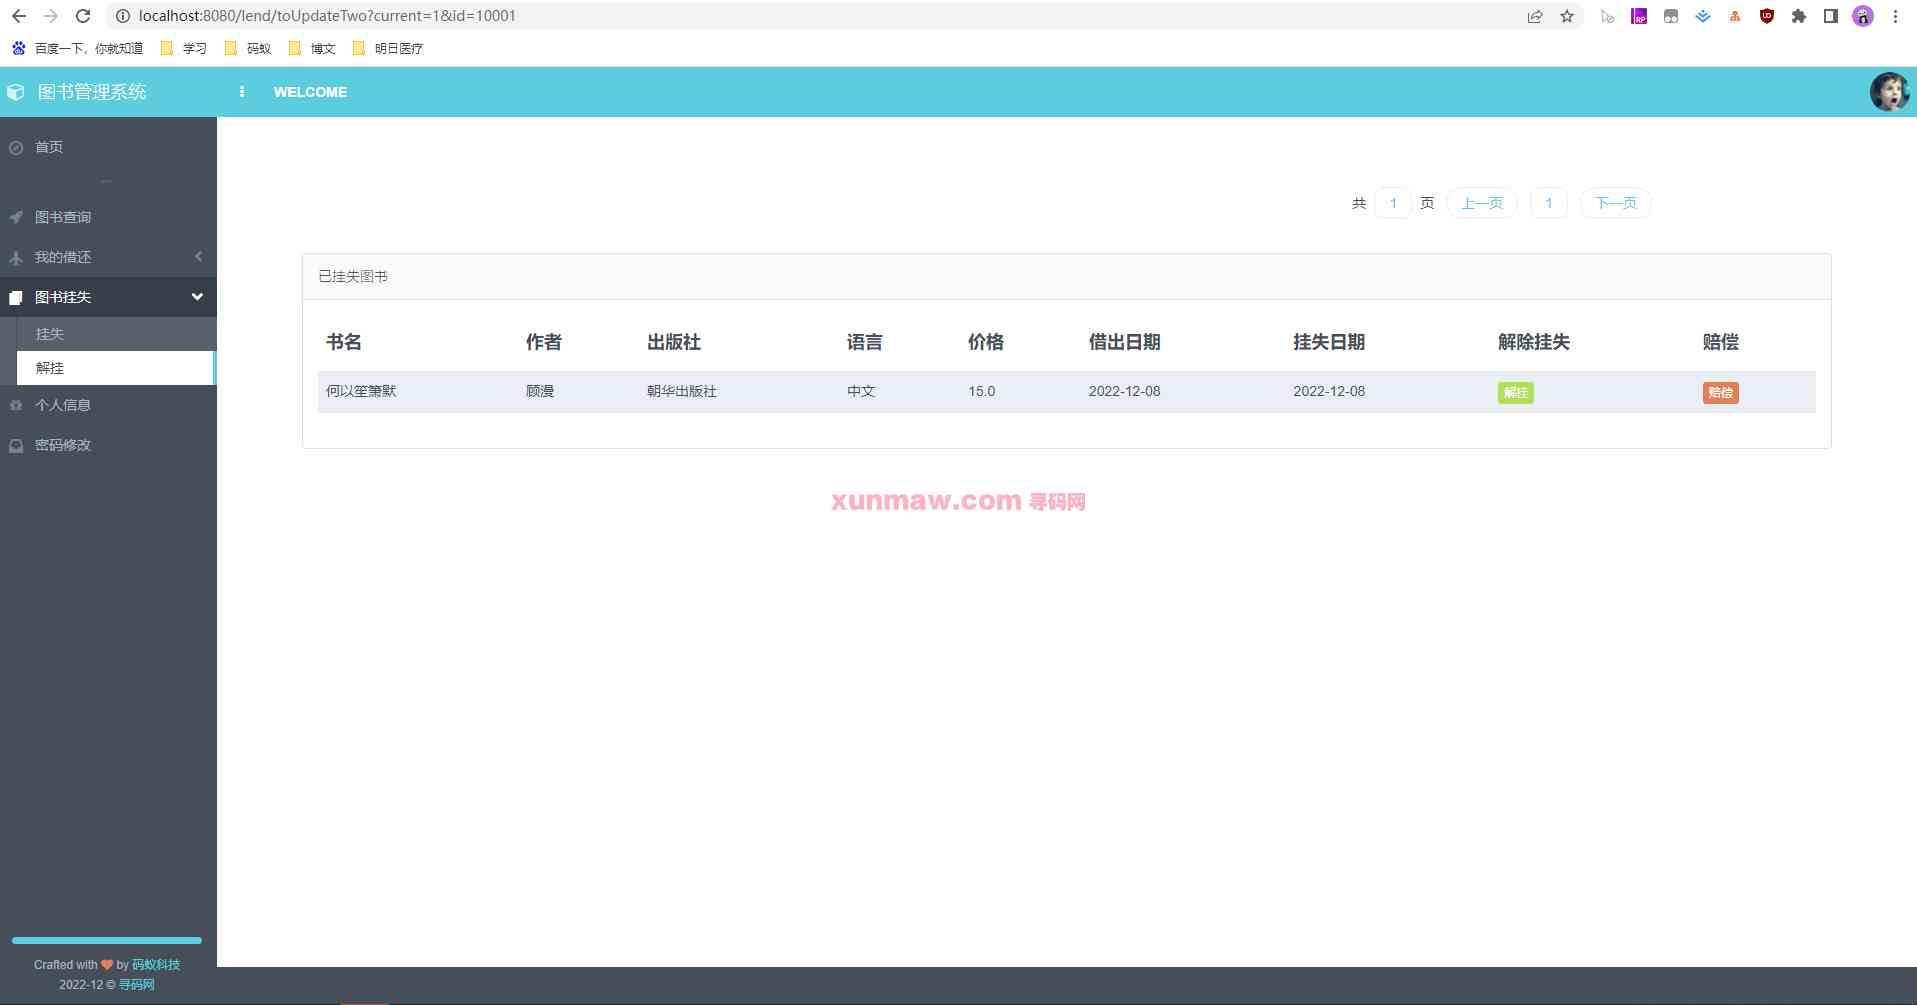 localhost:8080/lend/toUpdateTwo?current=1&id=10001
百度一下，你就知道 学习 码蚁 博文 明日医疗
图书管理系统 WELCOME
首页
图书查询
我的借还
图书挂失
挂失
解挂
个人信息
密码修改
共 1 页 上一页 1 下一页
已挂失图书
书名 作者 出版社 语言 价格 借出日期 挂失日期 解除挂失 赔偿
何以笙箫默 顾漫 朝华出版社 中文 15.0 2022-12-08 2022-12-08 解挂 赔偿
xunmaw.com 寻码网
Crafted with by 码蚁科技
2022-12 © 寻码网